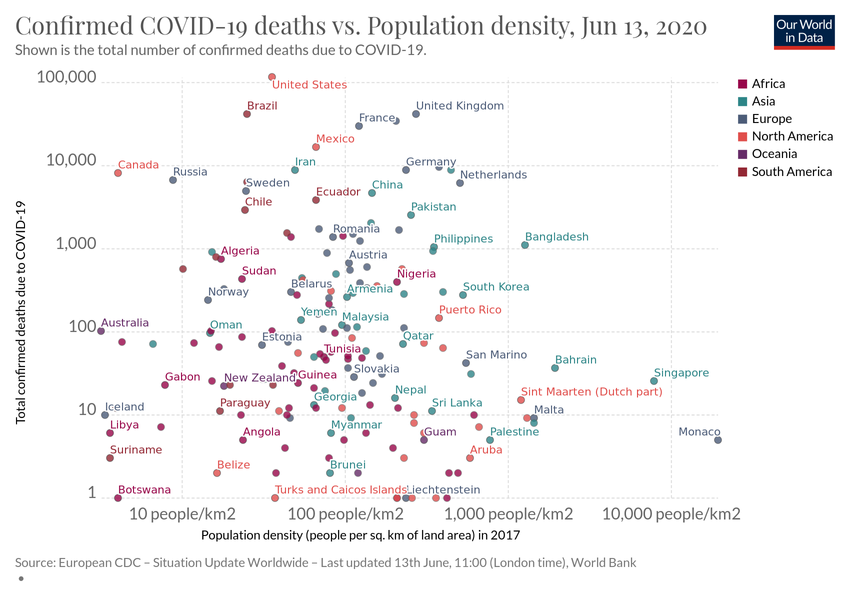 Confirmed COVID-19 deaths vs. Population density, Jun 13, 2020
Shown is the total number of confirmed deaths due to COVID-19.
Our World
in Data
100,000
10,000
1,000
100
10
1
Total confirmed deaths due to COVID-19
United States
Brazil
France
United Kingdom
Mexico
Canada
Russia
Iran
Germany
Sweden
China
Netherlands
Chile
Ecuador
Pakistan
Romania
Philippines
Bangladesh
Algeria
Austria
Sudan
Nigeria
Norway
Belarus
Armenia
South Korea
Puerto Rico
Australia
Oman
Yemen
Malaysia
Estonia
Qatar
Tunisia
San Marino
Bahrain
Slovakia
Singapore
Gabon
New Zealand
Guinea
Nepal
Sint Maarten (Dutch part)
Georgia
Iceland
Paraguay
Sri Lanka
Malta
Libya
Angola
Myanmar
Guam
Palestine
Monaco
Suriname
Belize
Brunei
Aruba
Botswana
Turks and Caicos Islands
Liechtenstein
10 people/km2
100 people/km2
1,000 people/km2
10,000 people/km2
Population density (people per sq. km of land area) in 2017
Africa
Asia
Europe
North America
Oceania
South America
Source: European CDC – Situation Update Worldwide – Last updated 13th June, 11:00 (London time), World Bank